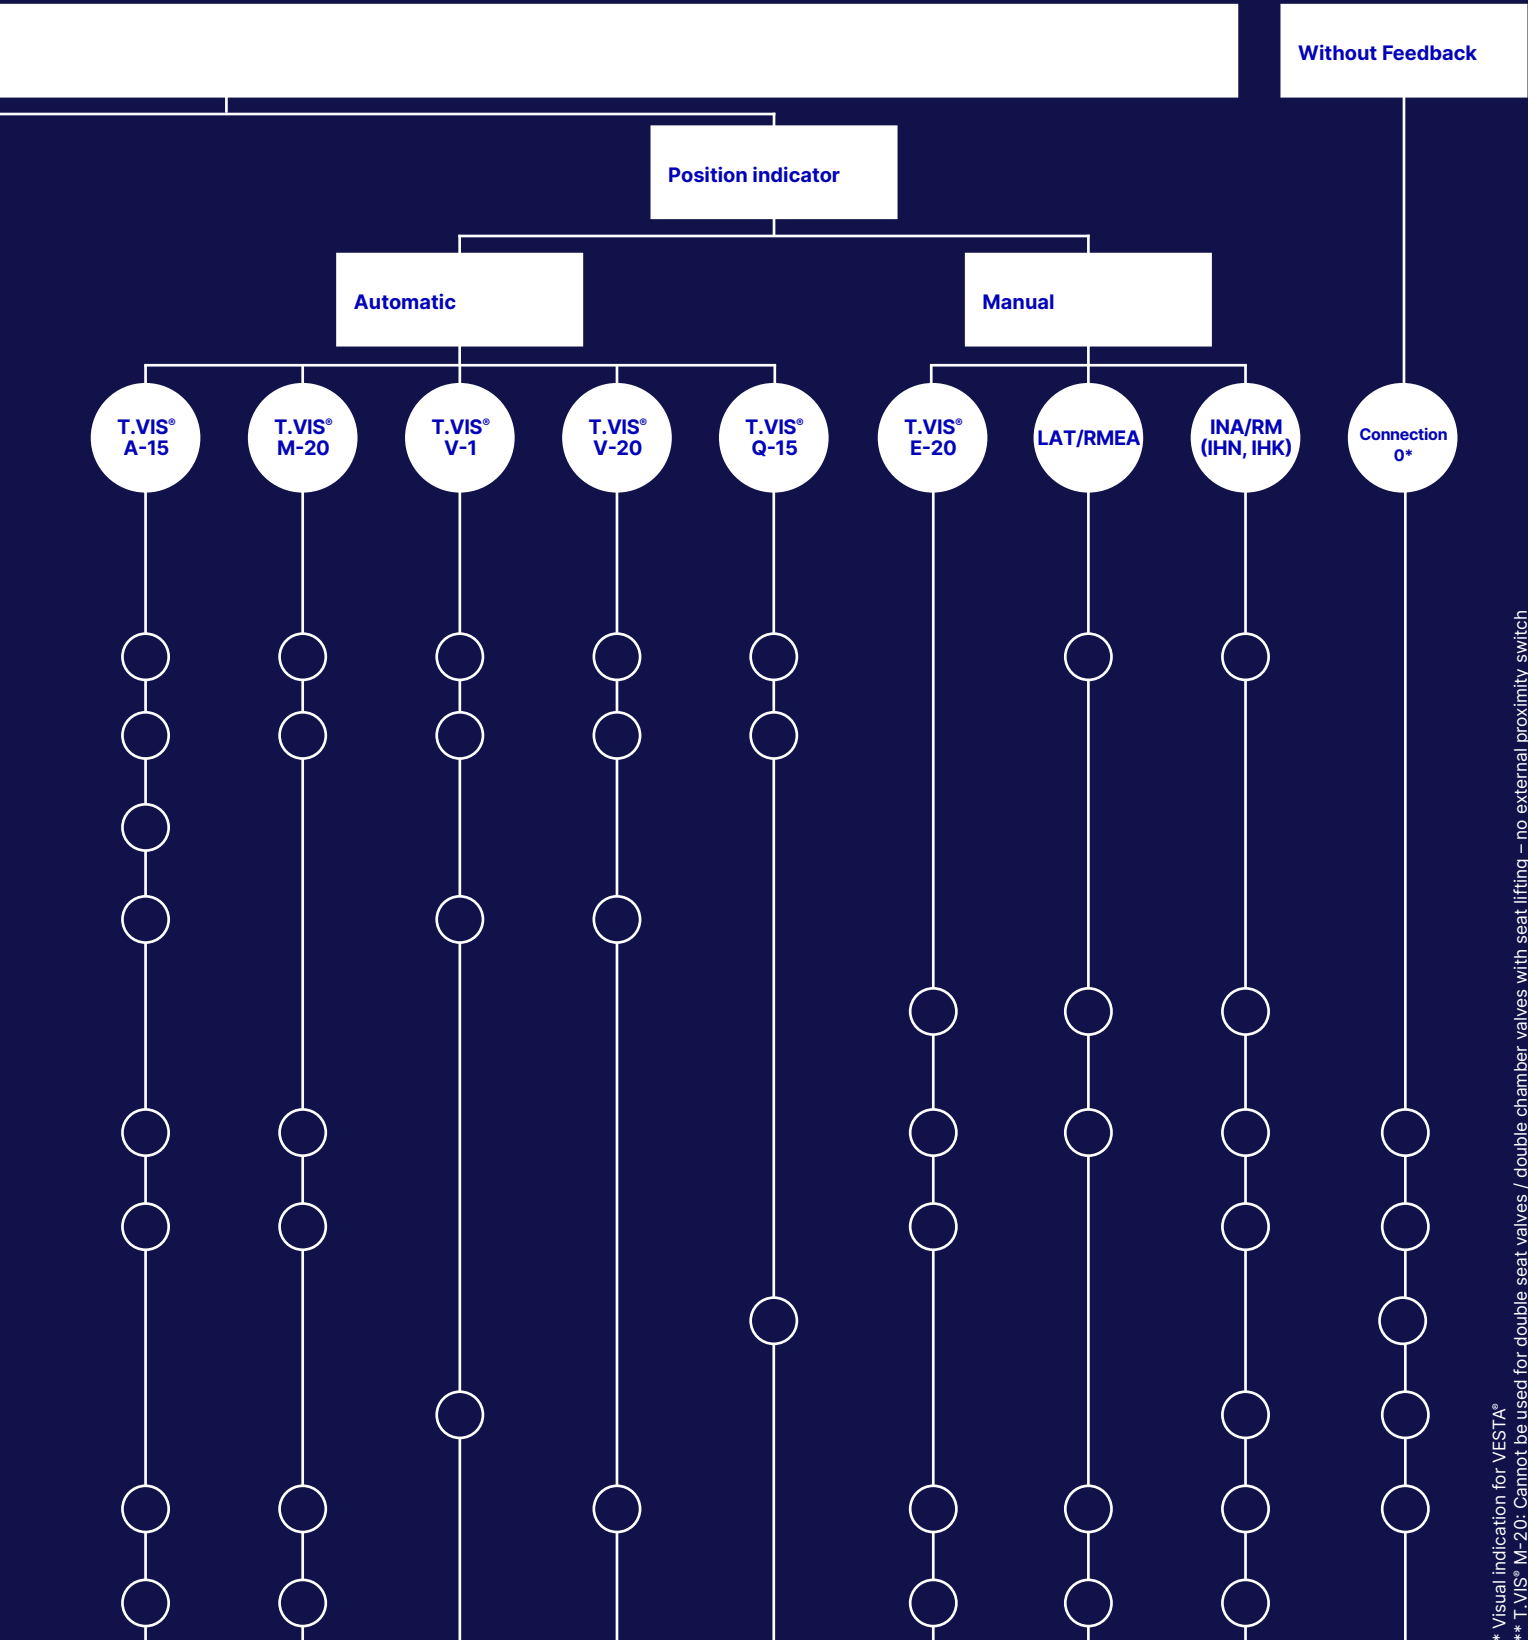 Without Feedback
Position indicator
Automatic
Manual
T.VIS®
A-15
T.VIS®
M-20
T.VIS®
V-1
T.VIS®
V-20
T.VIS®
Q-15
T.VIS®
E-20
LAT/RMEA
INA/RM
(IHN, IHK)
Connection
0*
* Visual indication for VESTA®
** T.VIS® M-20: Cannot be used for double seat valves / double chamber valves with seat lifting – no external proximity switch